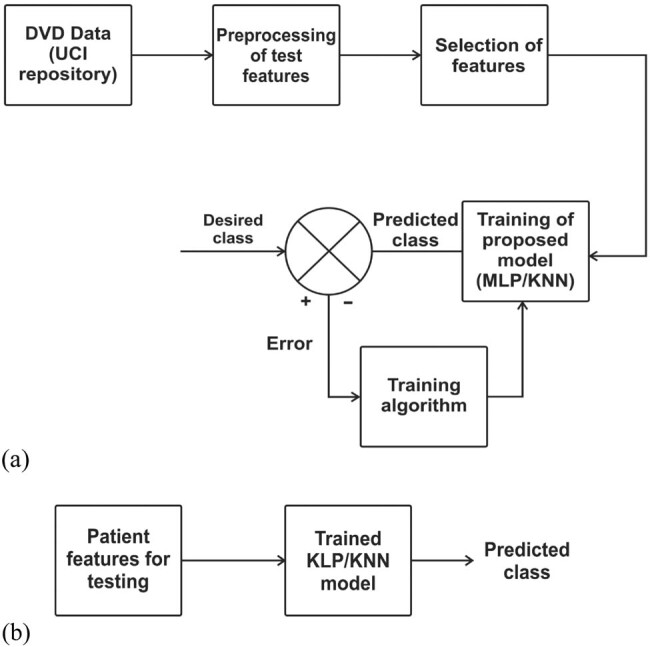 DVD Data
(UCI
repository)
Preprocessing
of test
features
Selection of
features
Desired
class
Predicted
class
Training of
proposed
model
(MLP/KNN)
+ −
Error
Training
algorithm
(a)
Patient
features for
testing
Trained
KLP/KNN
model
Predicted
class
(b)